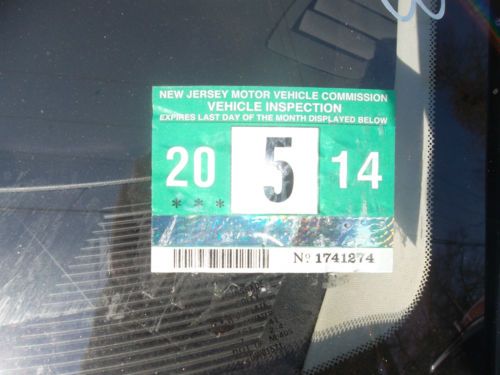 NEW JERSEY MOTOR VEHICLE COMMISSION
VEHICLE INSPECTION
EXPIRES LAST DAY OF THE MONTH DISPLAYED BELOW
20 5 14
* * *
No 1741274